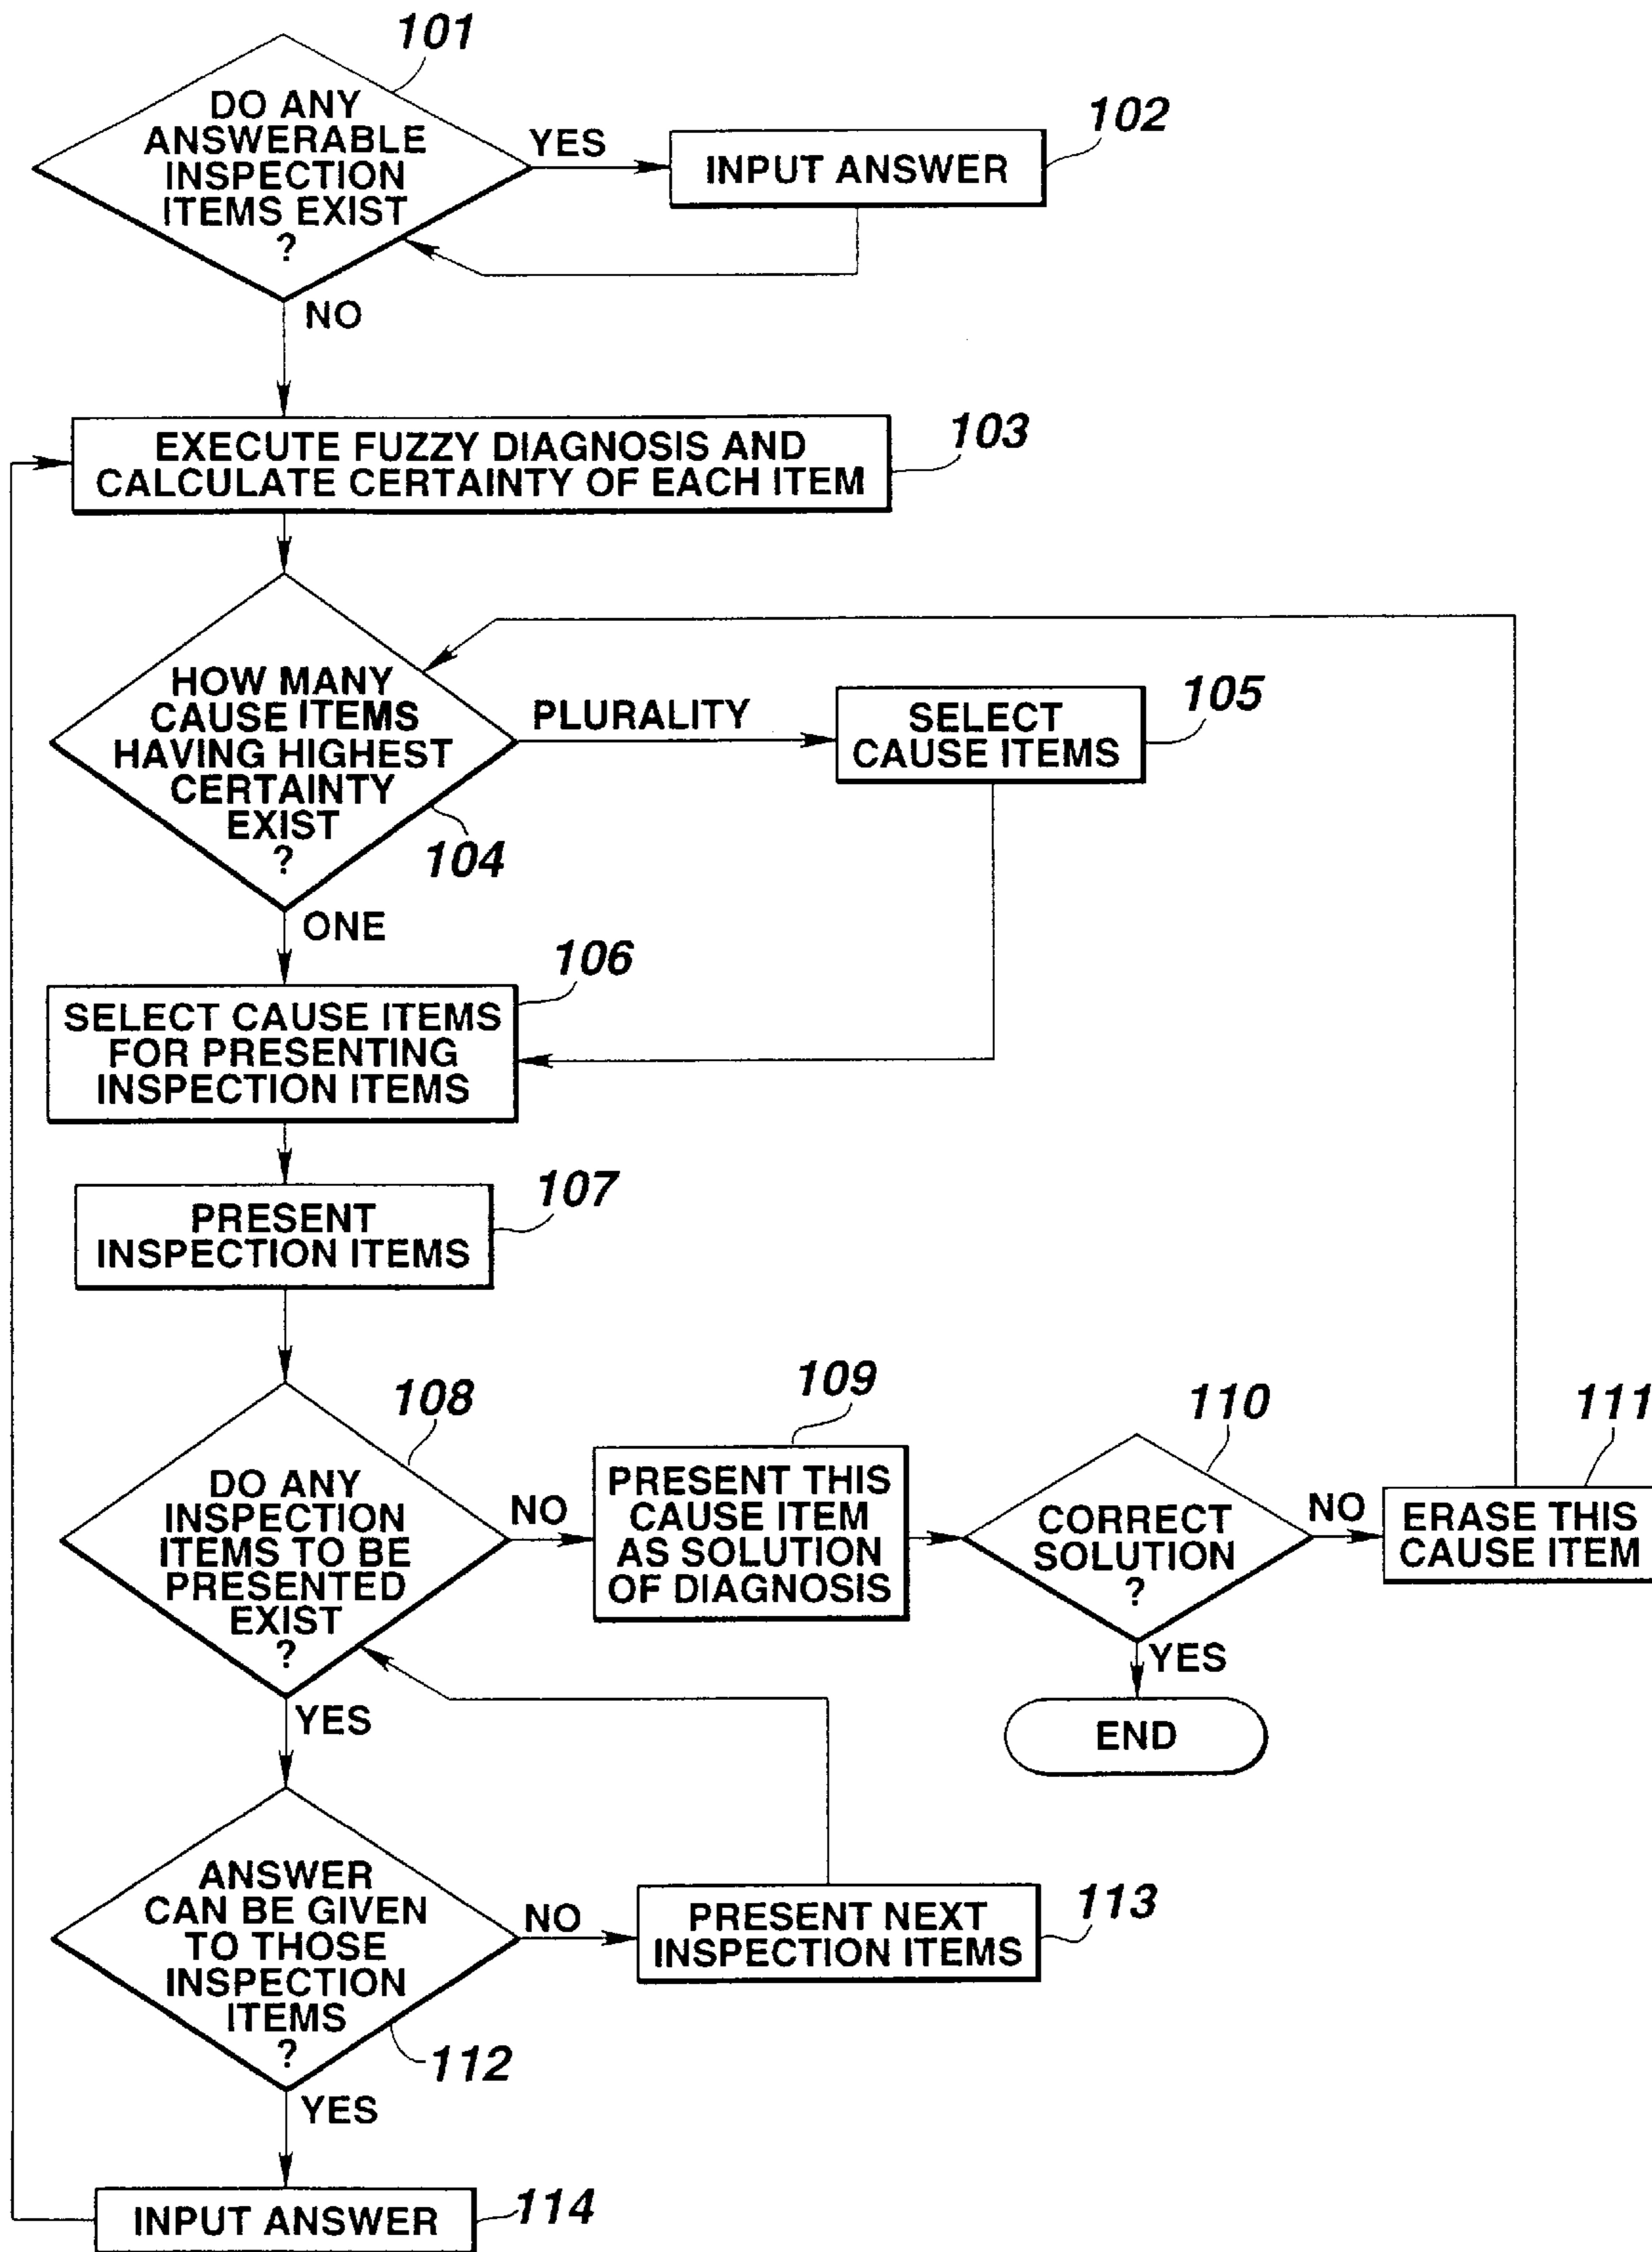 101
DO ANY
ANSWERABLE
INSPECTION
ITEMS EXIST
?
YES
102
INPUT ANSWER
NO
103
EXECUTE FUZZY DIAGNOSIS AND
CALCULATE CERTAINTY OF EACH ITEM
HOW MANY
CAUSE ITEMS
HAVING HIGHEST
CERTAINTY
EXIST
?
104
PLURALITY
105
SELECT
CAUSE ITEMS
ONE
106
SELECT CAUSE ITEMS
FOR PRESENTING
INSPECTION ITEMS
107
PRESENT
INSPECTION ITEMS
108
DO ANY
INSPECTION
ITEMS TO BE
PRESENTED
EXIST
?
NO
109
PRESENT THIS
CAUSE ITEM
AS SOLUTION
OF DIAGNOSIS
110
CORRECT
SOLUTION
?
NO
111
ERASE THIS
CAUSE ITEM
YES
END
YES
ANSWER
CAN BE GIVEN
TO THOSE
INSPECTION
ITEMS
?
112
NO
113
PRESENT NEXT
INSPECTION ITEMS
YES
INPUT ANSWER
114